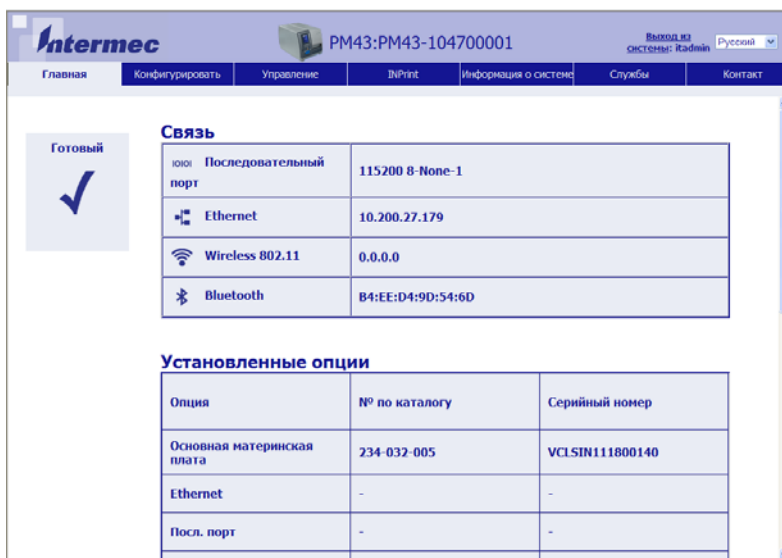 Intermec
PM43:PM43-104700001
Выход из
системы: itadmin
Русский
Главная Конфигурировать Управление INPrint Информация о системе Службы Контакт
Готовый
Связь
Последовательный порт 115200 8-None-1
Ethernet 10.200.27.179
Wireless 802.11 0.0.0.0
Bluetooth B4:EE:D4:9D:54:6D
Установленные опции
Опция № по каталогу Серийный номер
Основная материнская плата 234-032-005 VCLSIN111800140
Ethernet - -
Посл. порт - -